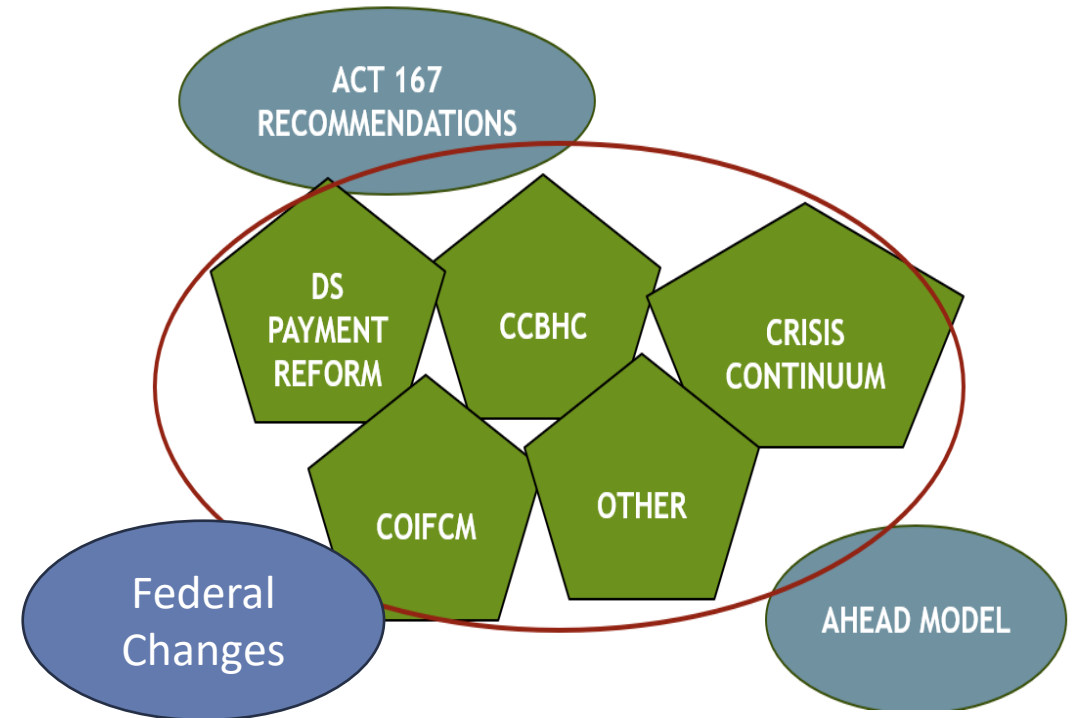 ACT 167
RECOMMENDATIONS
DS
PAYMENT
REFORM
CCBHC
CRISIS
CONTINUUM
COIFCM
OTHER
Federal
Changes
AHEAD MODEL